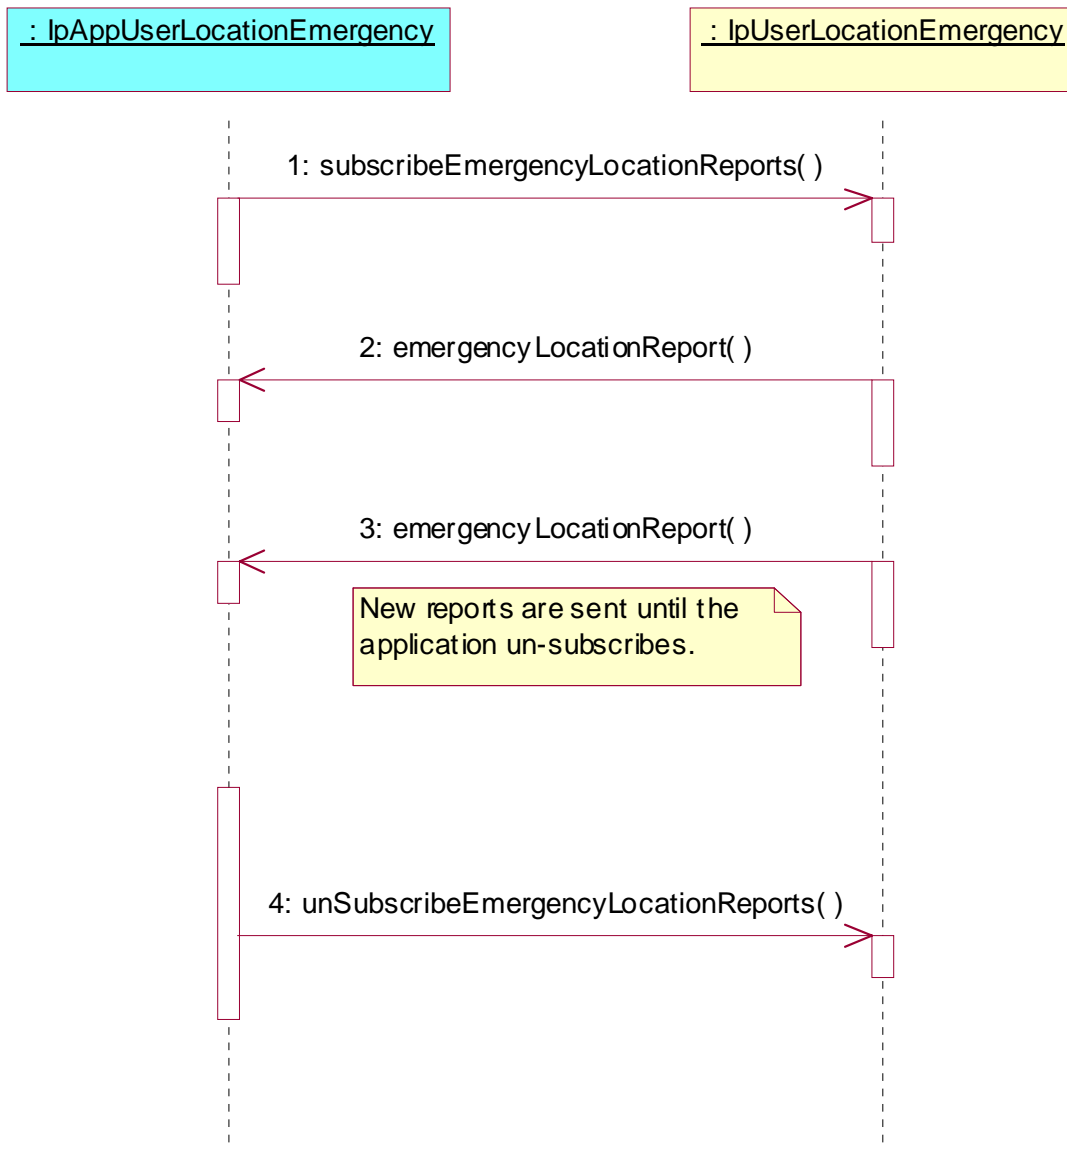 : IpAppUserLocationEmergency
: IpUserLocationEmergency
1: subscribeEmergencyLocationReports( )
2: emergencyLocationReport( )
3: emergencyLocationReport( )
New reports are sent until the
application un-subscribes.
4: unSubscribeEmergencyLocationReports( )